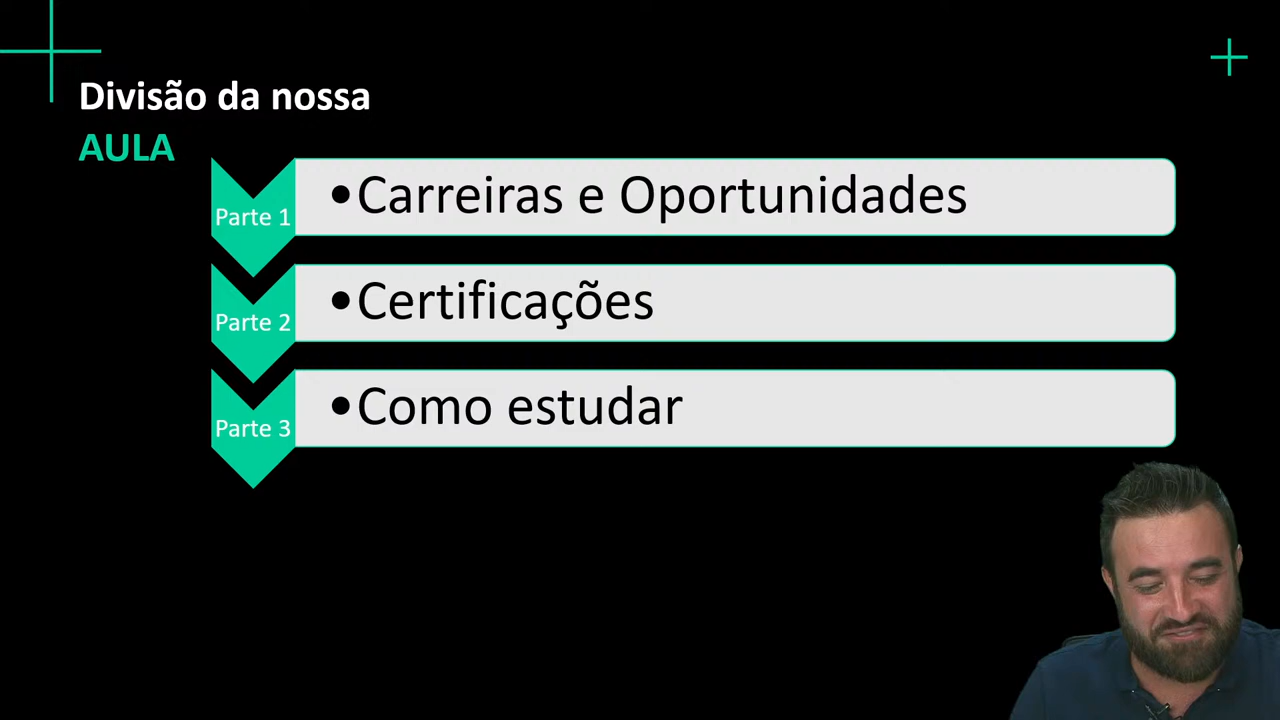 Divisão da nossa
AULA
Parte 1
•Carreiras e Oportunidades
Parte 2
•Certificações
Parte 3
•Como estudar